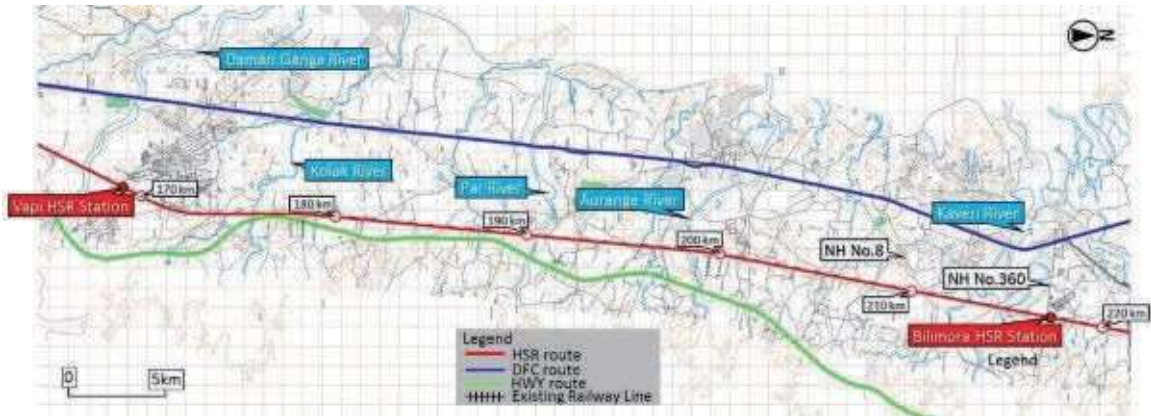 Daman Ganga River
N
Kolak River
Par River
Aurange River
Kaveri River
Vapi HSR Station
170 km
180 km
190 km
200 km
NH No.8
NH No.360
210 km
220 km
Bilimora HSR Station
Legend
Legend
HSR route
DFC route
HWY route
Existing Railway Line
0
5km